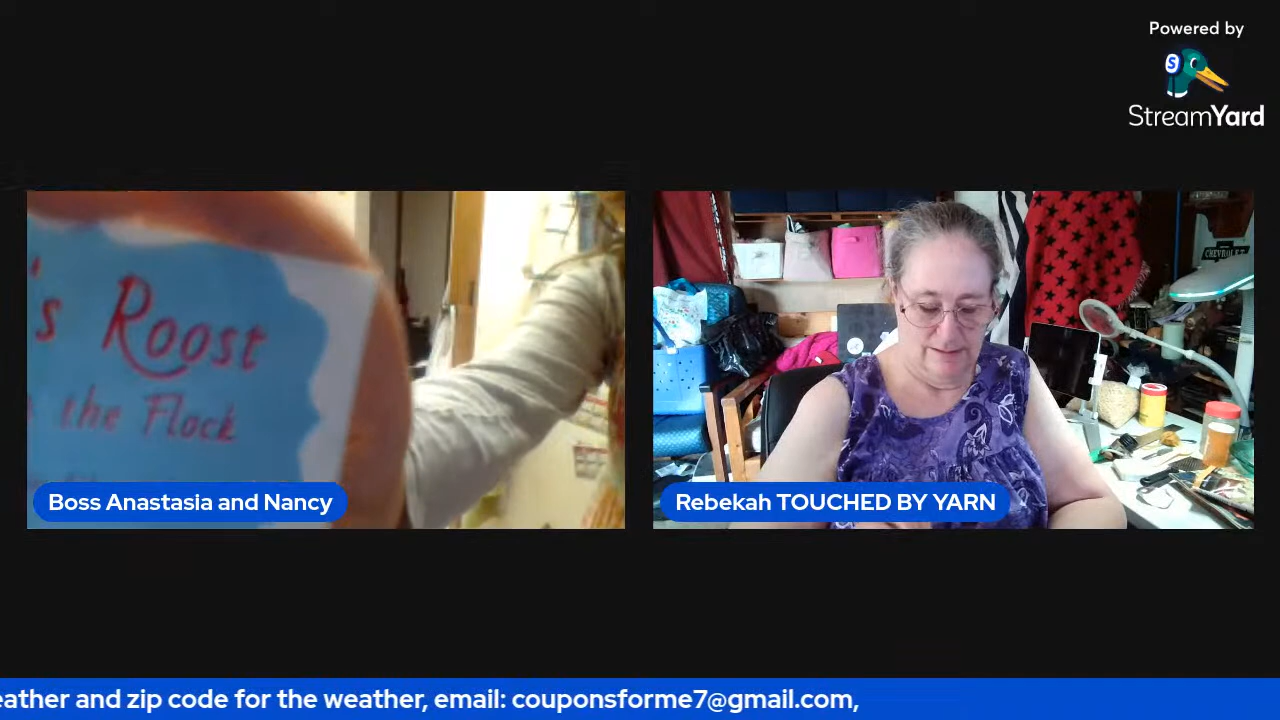 Powered by
S
StreamYard
's Roost
the Flock
CHEVROLET
Boss Anastasia and Nancy
Rebekah TOUCHED BY YARN
eather and zip code for the weather, email: couponsforme7@gmail.com,